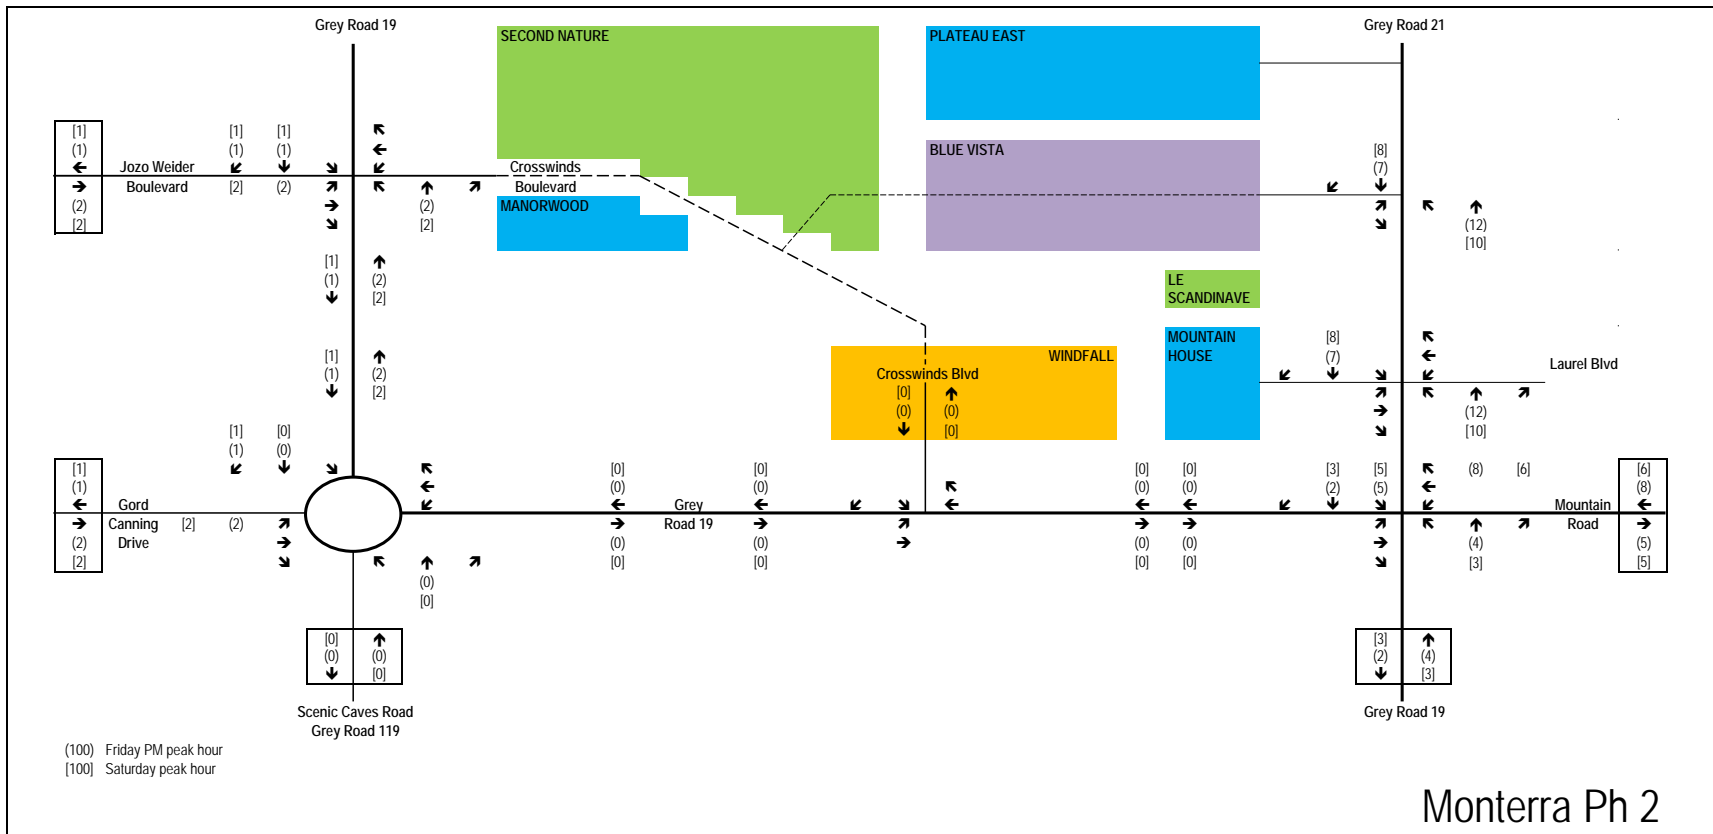 Grey Road 19
Grey Road 21
SECOND NATURE
PLATEAU EAST
[1] [1] [1]
(1) (1) (1)
BLUE VISTA
[8]
(7)
Jozo Weider
Crosswinds
Boulevard [2] (2)
Boulevard
(2) (2)
MANORWOOD
[2] [2]
(12)
[10]
[1]
(1) (2)
[2]
LE
SCANDINAVE
[1]
(1) (2)
[2]
WINDFALL
MOUNTAIN
HOUSE
[8]
(7)
Laurel Blvd
Crosswinds Blvd
[0]
(0) (0)
[0]
(12)
[10]
[1] [0]
(1) (0)
[1] [0] [0] [0] [0] [3] [5] (8) [6] [6]
(1) (0) (0) (0) (0) (2) (5) (8)
Gord
Grey
Mountain
Canning [2] (2)
Road 19
Road
Drive
(2) (0) (0) (0) (0) (4) (5)
[2] [0] [0] [0] [0] [3] [5]
(0)
[0]
[0]
(0) (0)
[0]
[3]
(2) (4)
[3]
Scenic Caves Road
Grey Road 119
Grey Road 19
(100) Friday PM peak hour
[100] Saturday peak hour
Monterra Ph 2